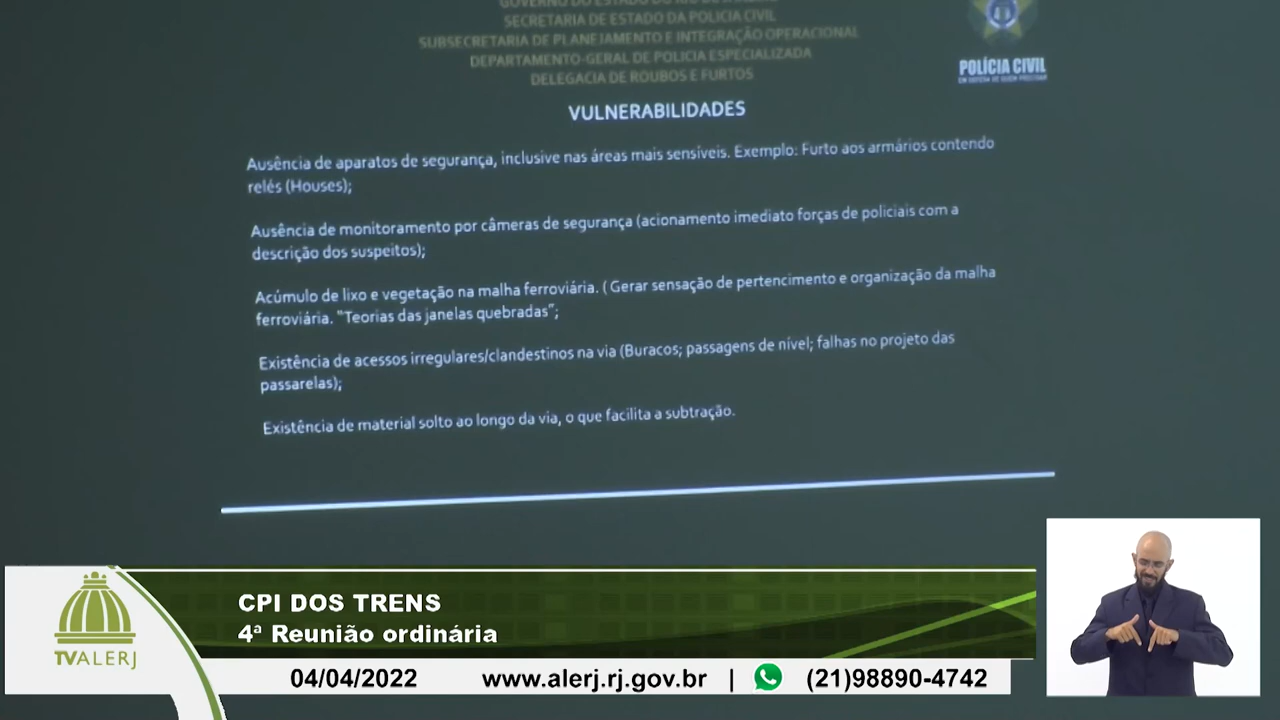 GOVERNO DO ESTADO DO RIO DE JANEIRO
SECRETARIA DE ESTADO DA POLICIA CIVIL
SUBSECRETARIA DE PLANEJAMENTO E INTEGRAÇÃO OPERACIONAL
DEPARTAMENTO-GERAL DE POLICIA ESPECIALIZADA
DELEGACIA DE ROUBOS E FURTOS
POLÍCIA CIVIL
VULNERABILIDADES
Ausência de aparatos de segurança, inclusive nas áreas mais sensíveis. Exemplo: Furto aos armários contendo
relés (Houses);
Ausência de monitoramento por câmeras de segurança (acionamento imediato forças de policiais com a
descrição dos suspeitos);
Acúmulo de lixo e vegetação na malha ferroviária. ( Gerar sensação de pertencimento e organização da malha
ferroviária. "Teorias das janelas quebradas";
Existência de acessos irregulares/clandestinos na via (Buracos; passagens de nível; falhas no projeto das
passarelas);
Existência de material solto ao longo da via, o que facilita a subtração.
CPI DOS TRENS
4ª Reunião ordinária
TVALERJ
04/04/2022 www.alerj.rj.gov.br | (21)98890-4742